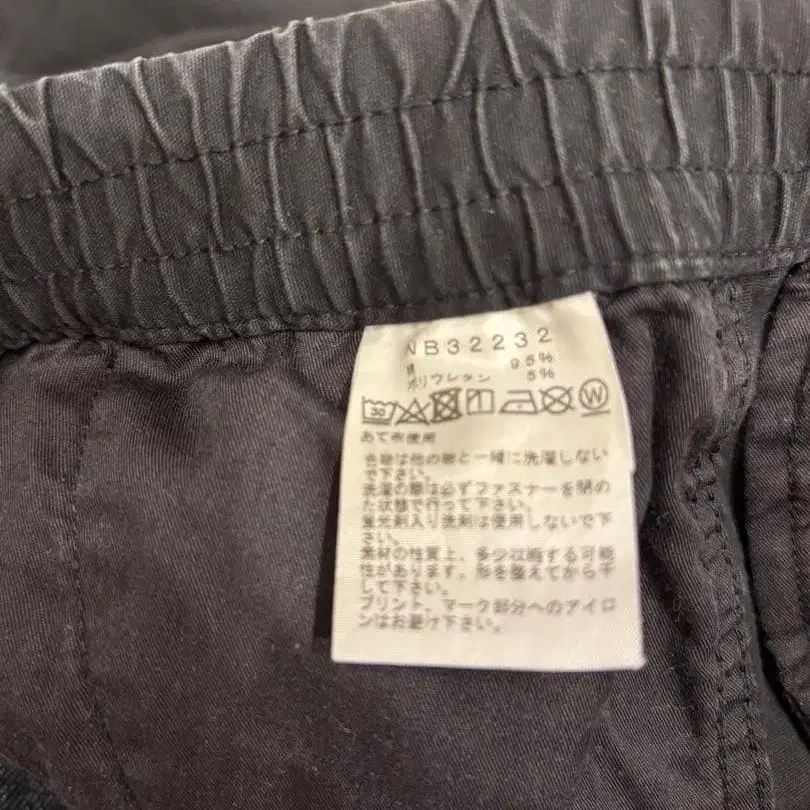 NB32232
綿 95%
ポリウレタン 5%
30 W
あて布使用
色物は他の物と一緒に洗濯しない
で下さい。
洗濯の際は必ずファスナーを閉め
た状態で行って下さい。
蛍光剤入り洗剤は使用しないで下
さい。
素材の性質上、多少収縮する可能
性があります。形を整えてから干
して下さい。
プリント、マーク部分へのアイロ
ンはお避け下さい。